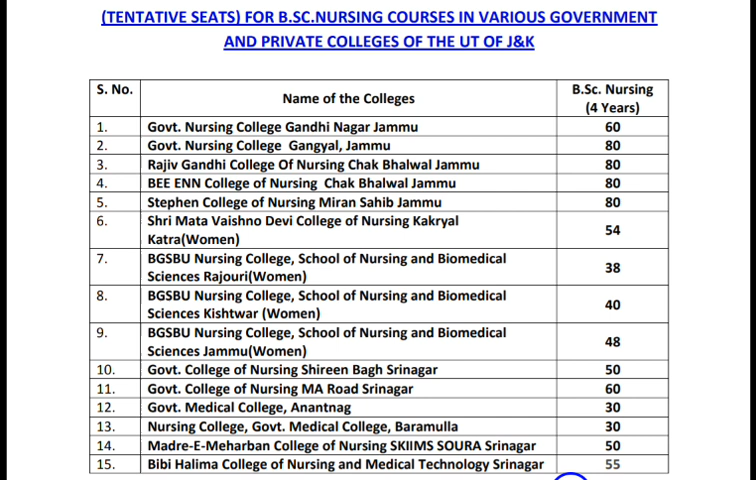 (TENTATIVE SEATS) FOR B.SC.NURSING COURSES IN VARIOUS GOVERNMENT
AND PRIVATE COLLEGES OF THE UT OF J&K
S. No. Name of the Colleges B.Sc. Nursing
(4 Years)
1. Govt. Nursing College Gandhi Nagar Jammu 60
2. Govt. Nursing College Gangyal, Jammu 80
3. Rajiv Gandhi College Of Nursing Chak Bhalwal Jammu 80
4. BEE ENN College of Nursing Chak Bhalwal Jammu 80
5. Stephen College of Nursing Miran Sahib Jammu 80
6. Shri Mata Vaishno Devi College of Nursing Kakryal
Katra(Women) 54
7. BGSBU Nursing College, School of Nursing and Biomedical
Sciences Rajouri(Women) 38
8. BGSBU Nursing College, School of Nursing and Biomedical
Sciences Kishtwar (Women) 40
9. BGSBU Nursing College, School of Nursing and Biomedical
Sciences Jammu(Women) 48
10. Govt. College of Nursing Shireen Bagh Srinagar 50
11. Govt. College of Nursing MA Road Srinagar 60
12. Govt. Medical College, Anantnag 30
13. Nursing College, Govt. Medical College, Baramulla 30
14. Madre-E-Meharban College of Nursing SKIIMS SOURA Srinagar 50
15. Bibi Halima College of Nursing and Medical Technology Srinagar 55